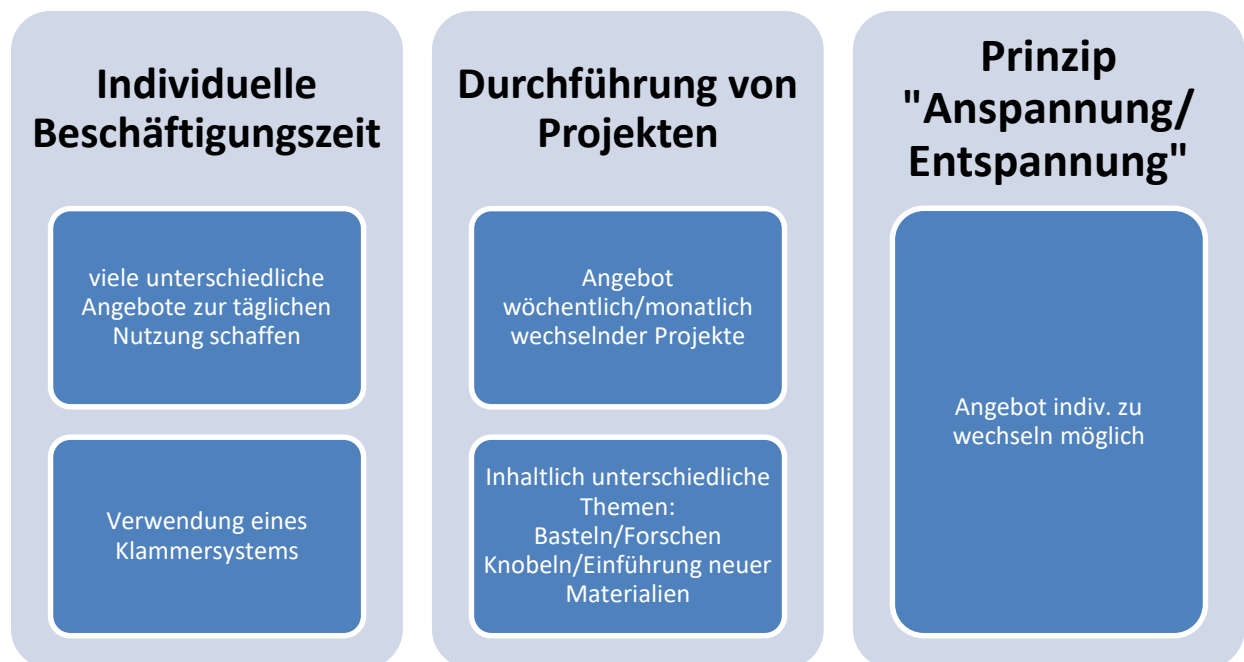 Individuelle
Beschäftigungszeit
viele unterschiedliche
Angebote zur täglichen
Nutzung schaffen
Verwendung eines
Klammersystems
Durchführung von
Projekten
Angebot
wöchentlich/monatlich
wechselnder Projekte
Inhaltlich unterschiedliche
Themen:
Basteln/Forschen
Knobeln/Einführung neuer
Materialien
Prinzip
"Anspannung/
Entspannung"
Angebot indiv. zu
wechseln möglich